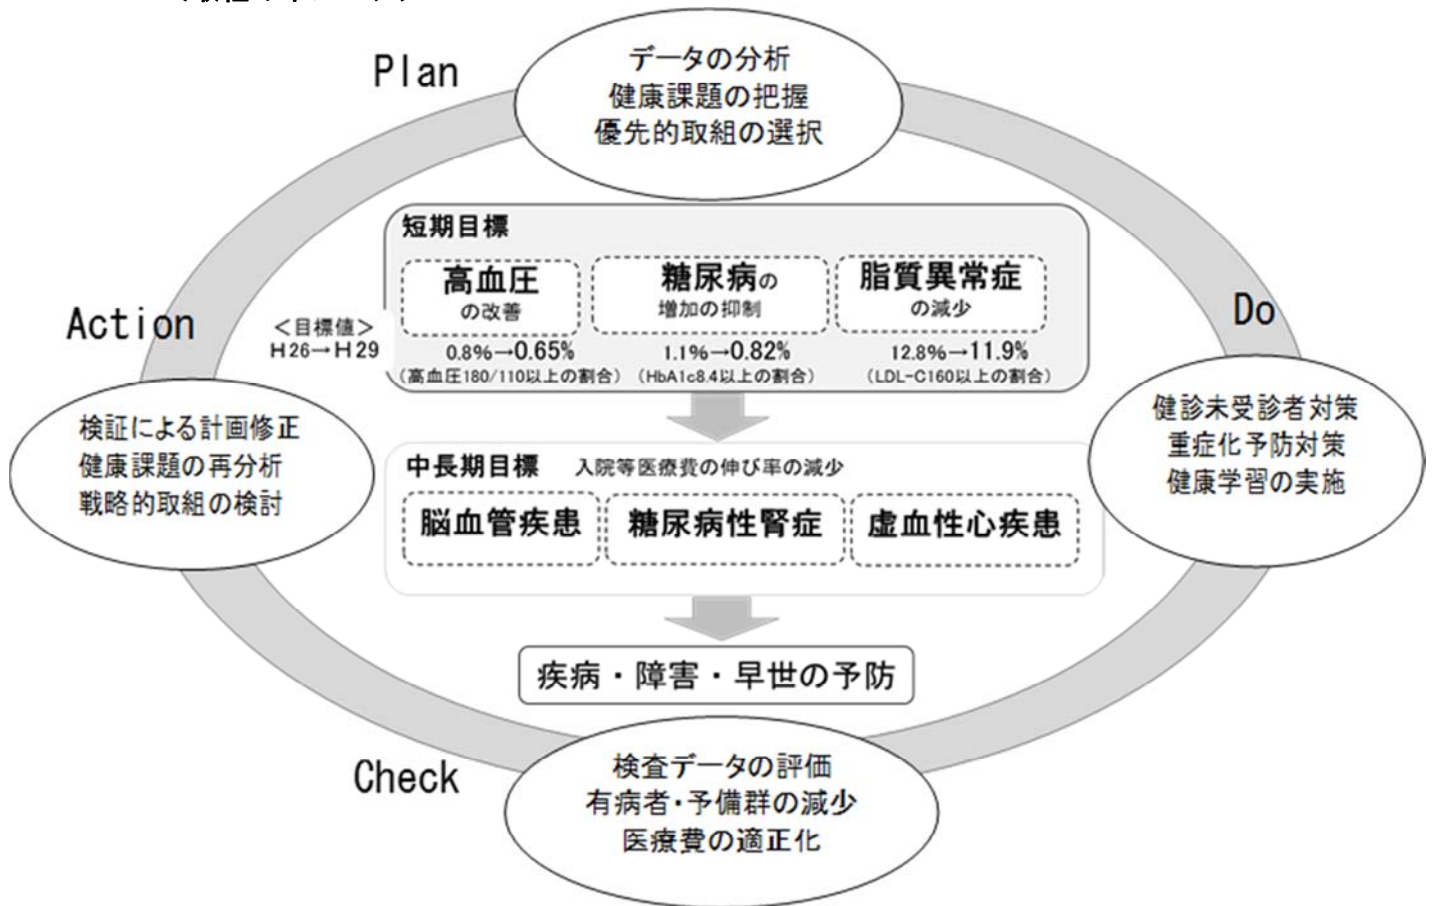 Plan
データの分析
健康課題の把握
優先的取組の選択
短期目標
高血圧
の改善
糖尿病の
増加の抑制
脂質異常症
の減少
＜目標値＞
H26→H29
0.8%→0.65%
1.1%→0.82%
12.8%→11.9%
（高血圧180/110以上の割合）
（HbA1c8.4以上の割合）
（LDL-C160以上の割合）
Action
検証による計画修正
健康課題の再分析
戦略的取組の検討
Do
健診未受診者対策
重症化予防対策
健康学習の実施
中長期目標 入院等医療費の伸び率の減少
脳血管疾患
糖尿病性腎症
虚血性心疾患
疾病・障害・早世の予防
Check
検査データの評価
有病者・予備群の減少
医療費の適正化